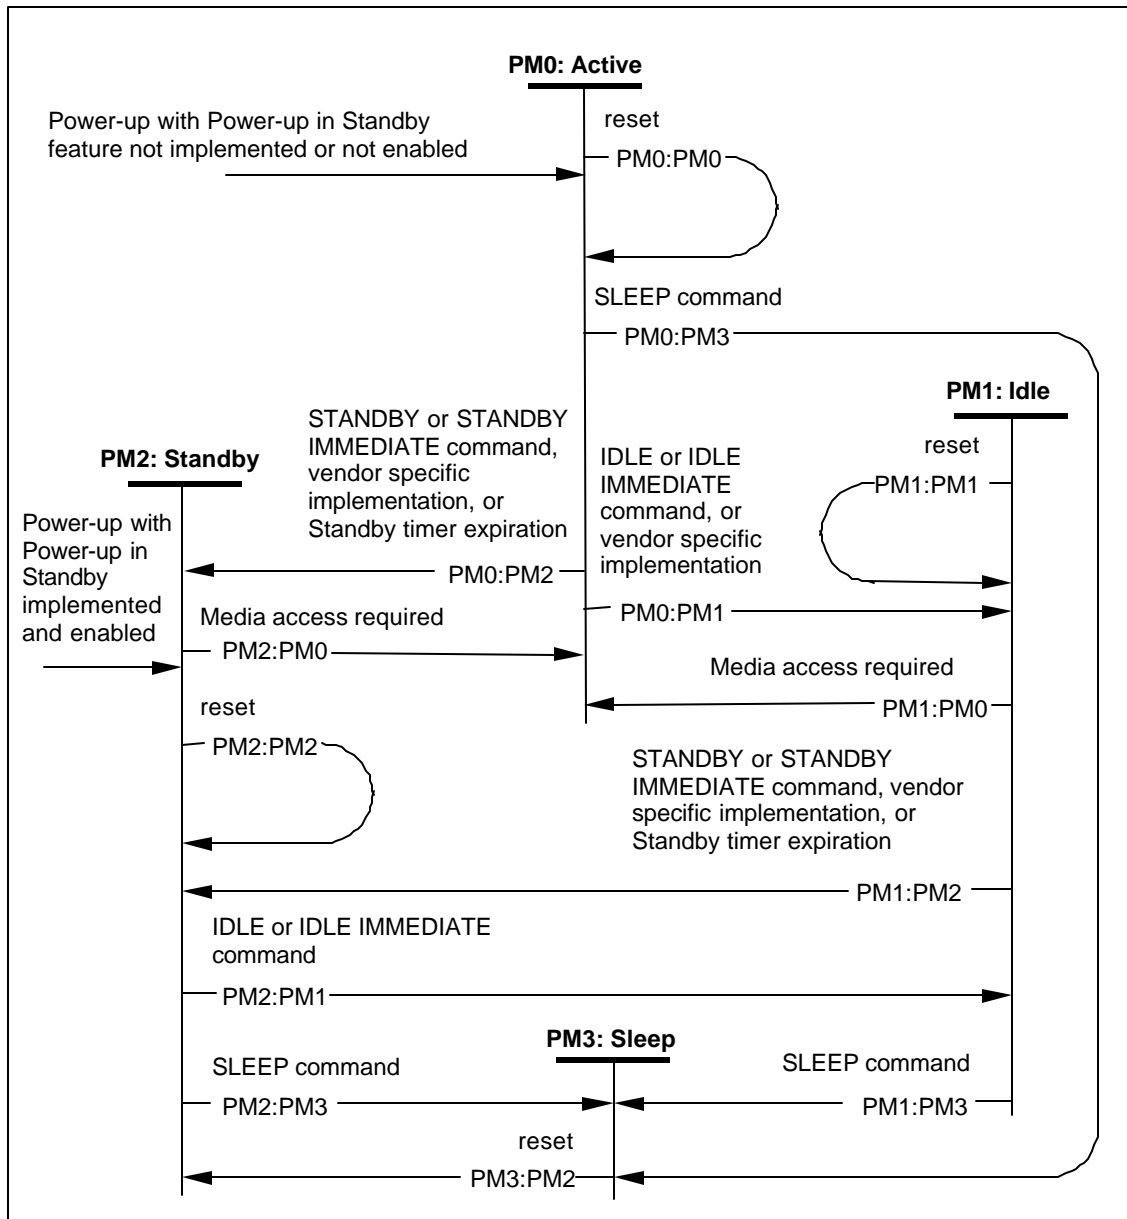 PM0: Active
Power-up with Power-up in Standby
feature not implemented or not enabled
reset
PM0:PM0
SLEEP command
PM0:PM3
PM1: Idle
reset
PM1:PM1
STANDBY or STANDBY
IMMEDIATE command,
vendor specific
implementation, or
Standby timer expiration
PM0:PM2
IDLE or IDLE
IMMEDIATE
command, or
vendor specific
implementation
PM0:PM1
PM2: Standby
Power-up with
Power-up in
Standby
implemented
and enabled
Media access required
PM2:PM0
Media access required
PM1:PM0
reset
PM2:PM2
STANDBY or STANDBY
IMMEDIATE command, vendor
specific implementation, or
Standby timer expiration
PM1:PM2
IDLE or IDLE IMMEDIATE
command
PM2:PM1
PM3: Sleep
SLEEP command
PM2:PM3
SLEEP command
PM1:PM3
reset
PM3:PM2